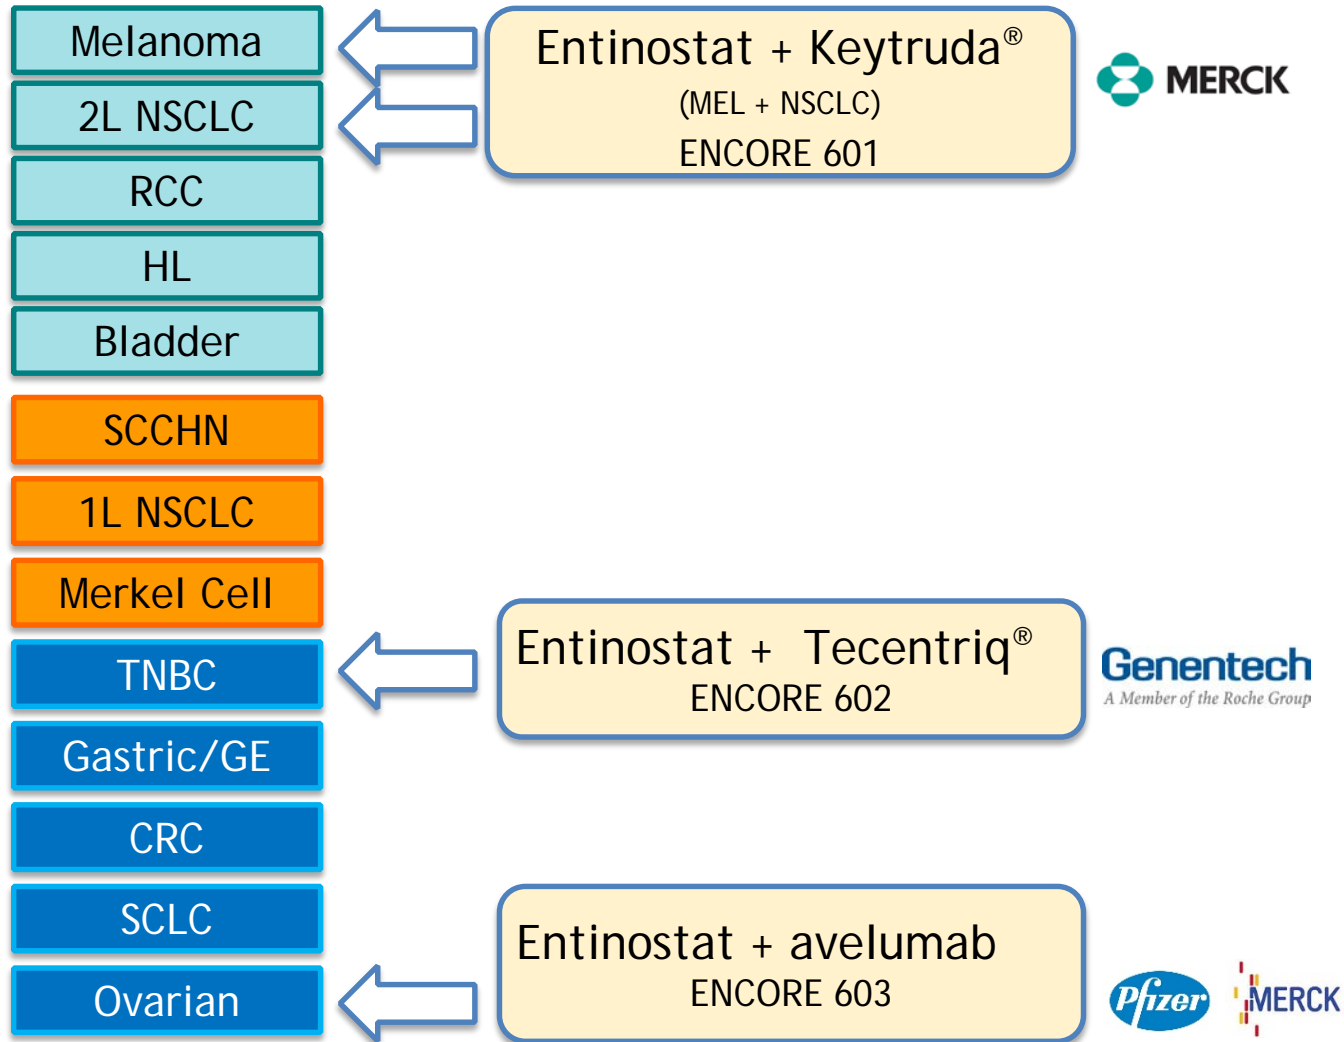 Melanoma
2L NSCLC
RCC
HL
Bladder
SCCHN
1L NSCLC
Merkel Cell
TNBC
Gastric/GE
CRC
SCLC
Ovarian
Entinostat + Keytruda®
(MEL + NSCLC)
ENCORE 601
MERCK
Entinostat + Tecentriq®
ENCORE 602
Genentech
A Member of the Roche Group
Entinostat + avelumab
ENCORE 603
Pfizer
MERCK